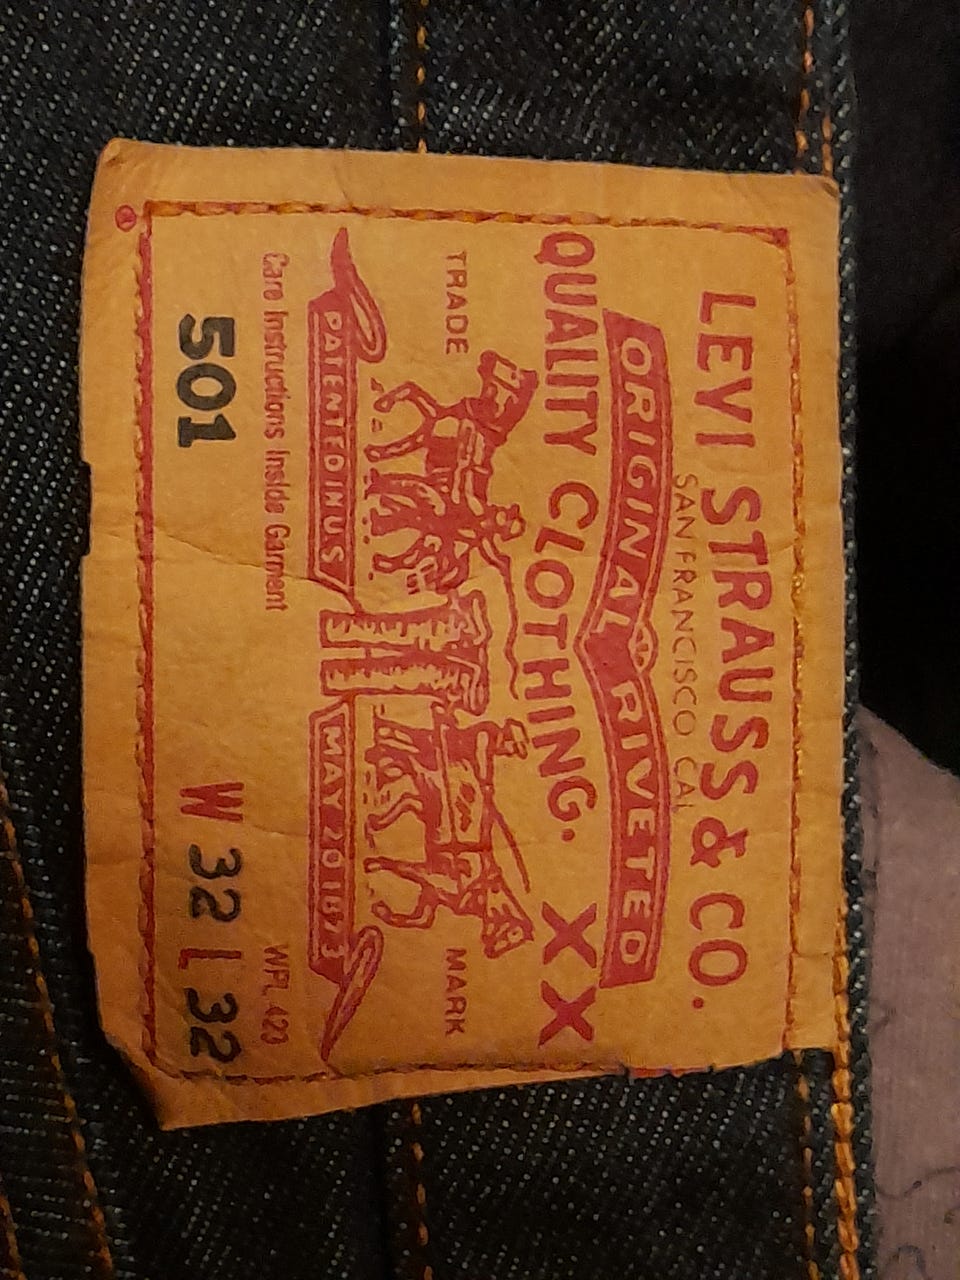 LEVI STRAUSS & CO.
SAN FRANCISCO CAL
ORIGINAL RIVETED
QUALITY CLOTHING. XX
TRADE MARK
PATENTED IN U S MAY 20 1873
Care Instructions Inside Garment WPL 423
501 W 32 L 32
®